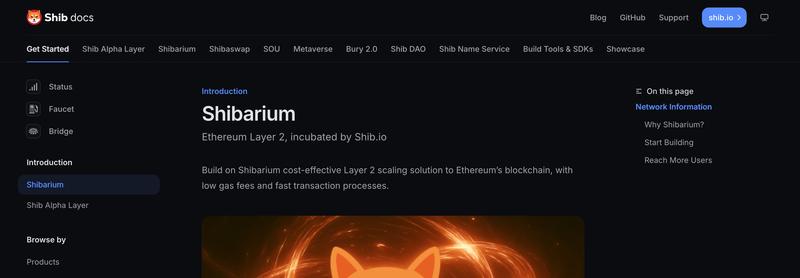 Shib docs
Blog
GitHub
Support
shib.io
Get Started
Shib Alpha Layer
Shibarium
Shibaswap
SOU
Metaverse
Bury 2.0
Shib DAO
Shib Name Service
Build Tools & SDKs
Showcase
Status
Faucet
Bridge
Introduction
Shibarium
Shib Alpha Layer
Browse by
Products
Introduction
Shibarium
Ethereum Layer 2, incubated by Shib.io
Build on Shibarium cost-effective Layer 2 scaling solution to Ethereum's blockchain, with
low gas fees and fast transaction processes.
On this page
Network Information
Why Shibarium?
Start Building
Reach More Users